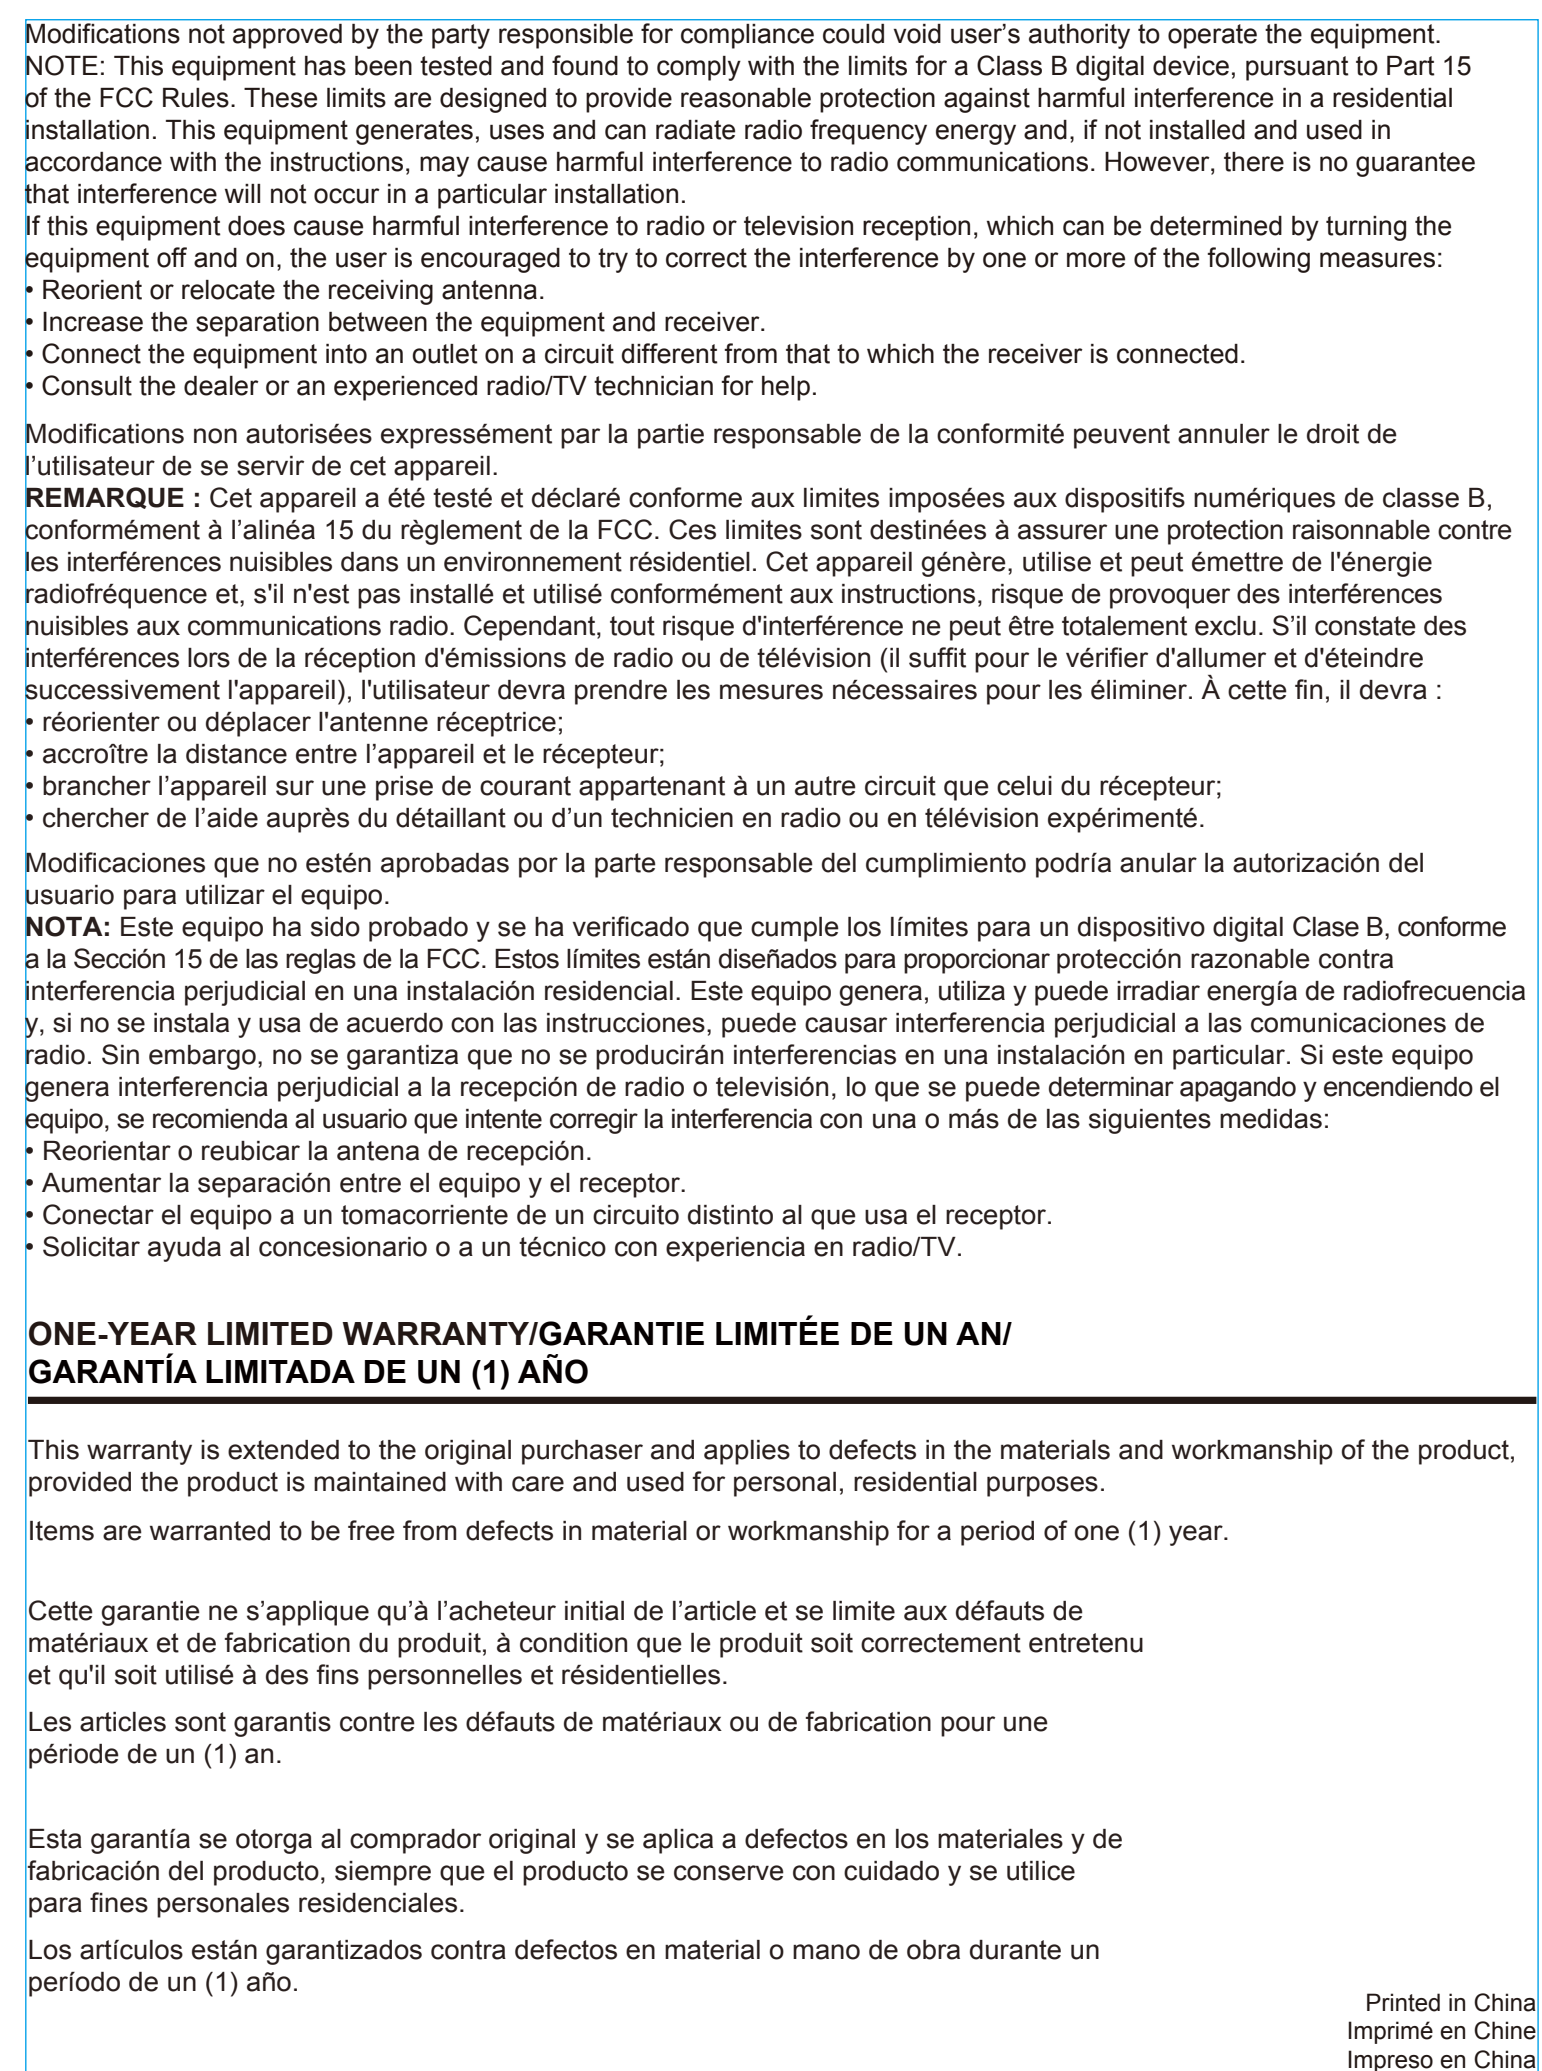 Modifications not approved by the party responsible for compliance could void user’s authority to operate the equipment.
NOTE: This equipment has been tested and found to comply with the limits for a Class B digital device, pursuant to Part 15
of the FCC Rules. These limits are designed to provide reasonable protection against harmful interference in a residential
installation. This equipment generates, uses and can radiate radio frequency energy and, if not installed and used in
accordance with the instructions, may cause harmful interference to radio communications. However, there is no guarantee
that interference will not occur in a particular installation.
If this equipment does cause harmful interference to radio or television reception, which can be determined by turning the
equipment off and on, the user is encouraged to try to correct the interference by one or more of the following measures:
• Reorient or relocate the receiving antenna.
• Increase the separation between the equipment and receiver.
• Connect the equipment into an outlet on a circuit different from that to which the receiver is connected.
• Consult the dealer or an experienced radio/TV technician for help.
Modifications non autorisées expressément par la partie responsable de la conformité peuvent annuler le droit de
l’utilisateur de se servir de cet appareil.
REMARQUE : Cet appareil a été testé et déclaré conforme aux limites imposées aux dispositifs numériques de classe B,
conformément à l’alinéa 15 du règlement de la FCC. Ces limites sont destinées à assurer une protection raisonnable contre
les interférences nuisibles dans un environnement résidentiel. Cet appareil génère, utilise et peut émettre de l'énergie
radiofréquence et, s'il n'est pas installé et utilisé conformément aux instructions, risque de provoquer des interférences
nuisibles aux communications radio. Cependant, tout risque d'interférence ne peut être totalement exclu. S’il constate des
interférences lors de la réception d'émissions de radio ou de télévision (il suffit pour le vérifier d'allumer et d'éteindre
successivement l'appareil), l'utilisateur devra prendre les mesures nécessaires pour les éliminer. À cette fin, il devra :
• réorienter ou déplacer l'antenne réceptrice;
• accroître la distance entre l’appareil et le récepteur;
• brancher l’appareil sur une prise de courant appartenant à un autre circuit que celui du récepteur;
• chercher de l’aide auprès du détaillant ou d’un technicien en radio ou en télévision expérimenté.
Modificaciones que no estén aprobadas por la parte responsable del cumplimiento podría anular la autorización del
usuario para utilizar el equipo.
NOTA: Este equipo ha sido probado y se ha verificado que cumple los límites para un dispositivo digital Clase B, conforme
a la Sección 15 de las reglas de la FCC. Estos límites están diseñados para proporcionar protección razonable contra
interferencia perjudicial en una instalación residencial. Este equipo genera, utiliza y puede irradiar energía de radiofrecuencia
y, si no se instala y usa de acuerdo con las instrucciones, puede causar interferencia perjudicial a las comunicaciones de
radio. Sin embargo, no se garantiza que no se producirán interferencias en una instalación en particular. Si este equipo
genera interferencia perjudicial a la recepción de radio o televisión, lo que se puede determinar apagando y encendiendo el
equipo, se recomienda al usuario que intente corregir la interferencia con una o más de las siguientes medidas:
• Reorientar o reubicar la antena de recepción.
• Aumentar la separación entre el equipo y el receptor.
• Conectar el equipo a un tomacorriente de un circuito distinto al que usa el receptor.
• Solicitar ayuda al concesionario o a un técnico con experiencia en radio/TV.
ONE-YEAR LIMITED WARRANTY/GARANTIE LIMITÉE DE UN AN/
GARANTÍA LIMITADA DE UN (1) AÑO
This warranty is extended to the original purchaser and applies to defects in the materials and workmanship of the product,
provided the product is maintained with care and used for personal, residential purposes.
Items are warranted to be free from defects in material or workmanship for a period of one (1) year.
Cette garantie ne s’applique qu’à l’acheteur initial de l’article et se limite aux défauts de
matériaux et de fabrication du produit, à condition que le produit soit correctement entretenu
et qu'il soit utilisé à des fins personnelles et résidentielles.
Les articles sont garantis contre les défauts de matériaux ou de fabrication pour une
période de un (1) an.
Esta garantía se otorga al comprador original y se aplica a defectos en los materiales y de
fabricación del producto, siempre que el producto se conserve con cuidado y se utilice
para fines personales residenciales.
Los artículos están garantizados contra defectos en material o mano de obra durante un
período de un (1) año.
Printed in China
Imprimé en Chine
Impreso en China